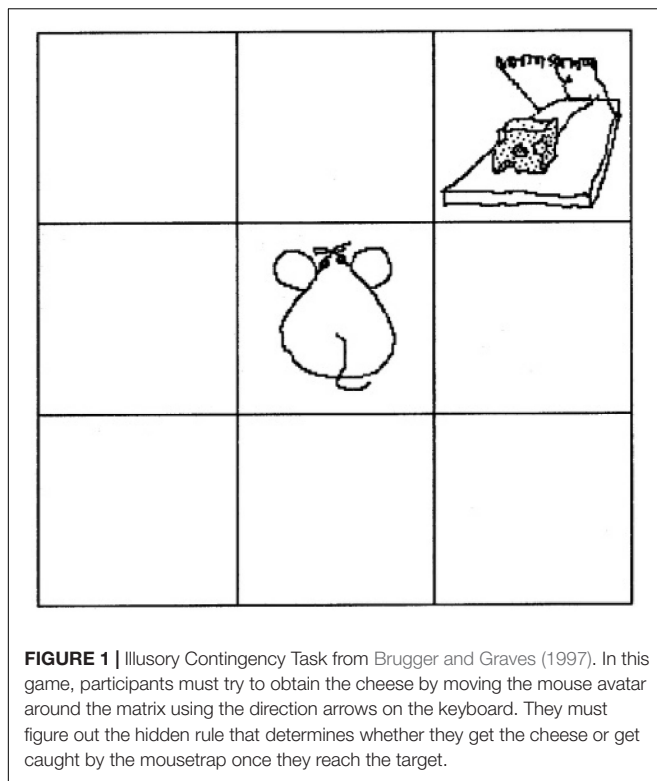 FIGURE 1 | Illusory Contingency Task from Brugger and Graves (1997). In this
game, participants must try to obtain the cheese by moving the mouse avatar
around the matrix using the direction arrows on the keyboard. They must
figure out the hidden rule that determines whether they get the cheese or get
caught by the mousetrap once they reach the target.